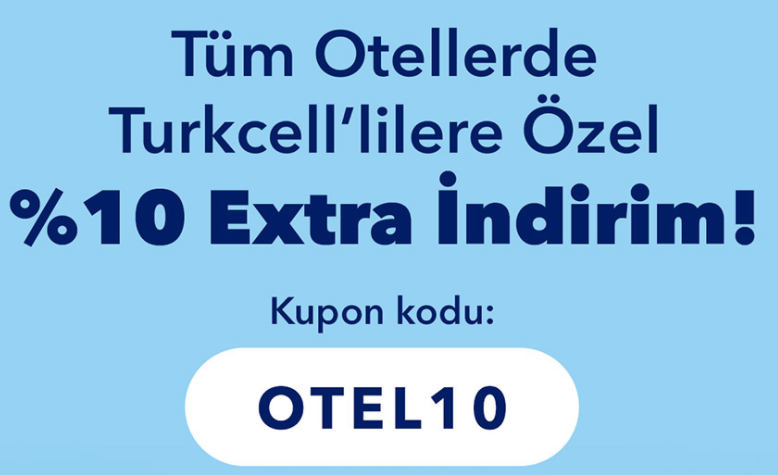 Tüm Otellerde
Turkcell’lilere Özel
%10 Extra İndirim!
Kupon kodu:
OTEL10